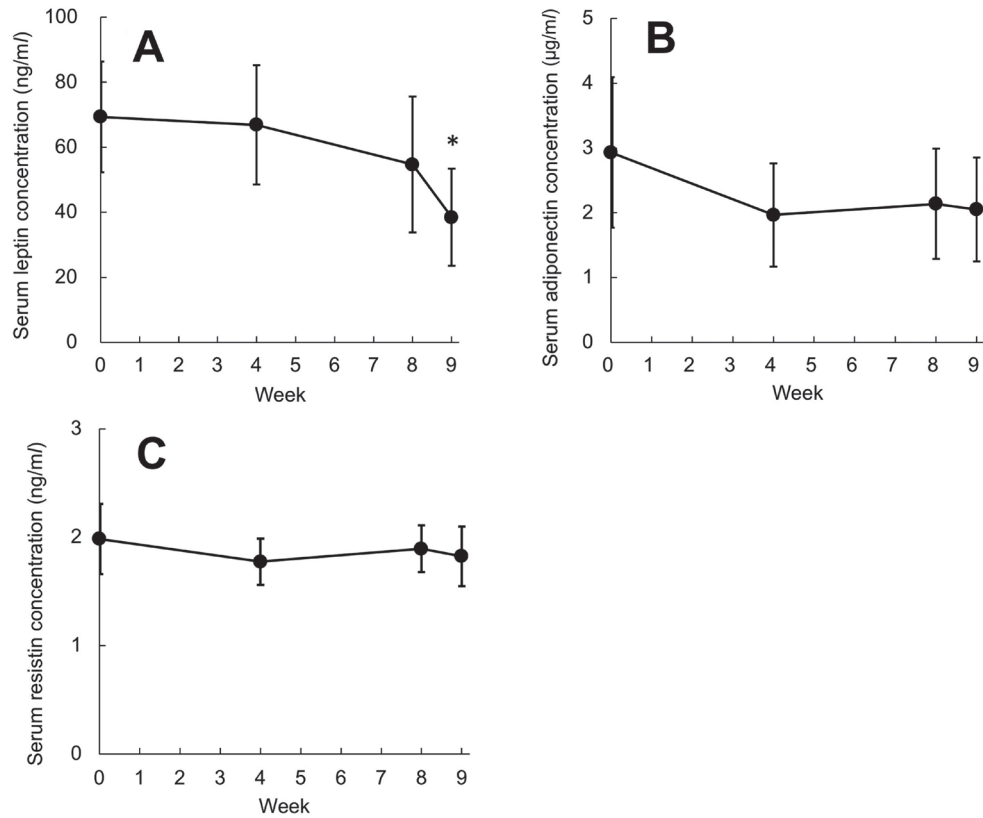 A
Serum leptin concentration (ng/ml)
100
80
60
40
20
0
*
0 1 2 3 4 5 6 7 8 9
Week
B
Serum adiponectin concentration (µg/ml)
5
4
3
2
1
0
0 1 2 3 4 5 6 7 8 9
Week
C
Serum resistin concentration (ng/ml)
3
2
1
0
0 1 2 3 4 5 6 7 8 9
Week